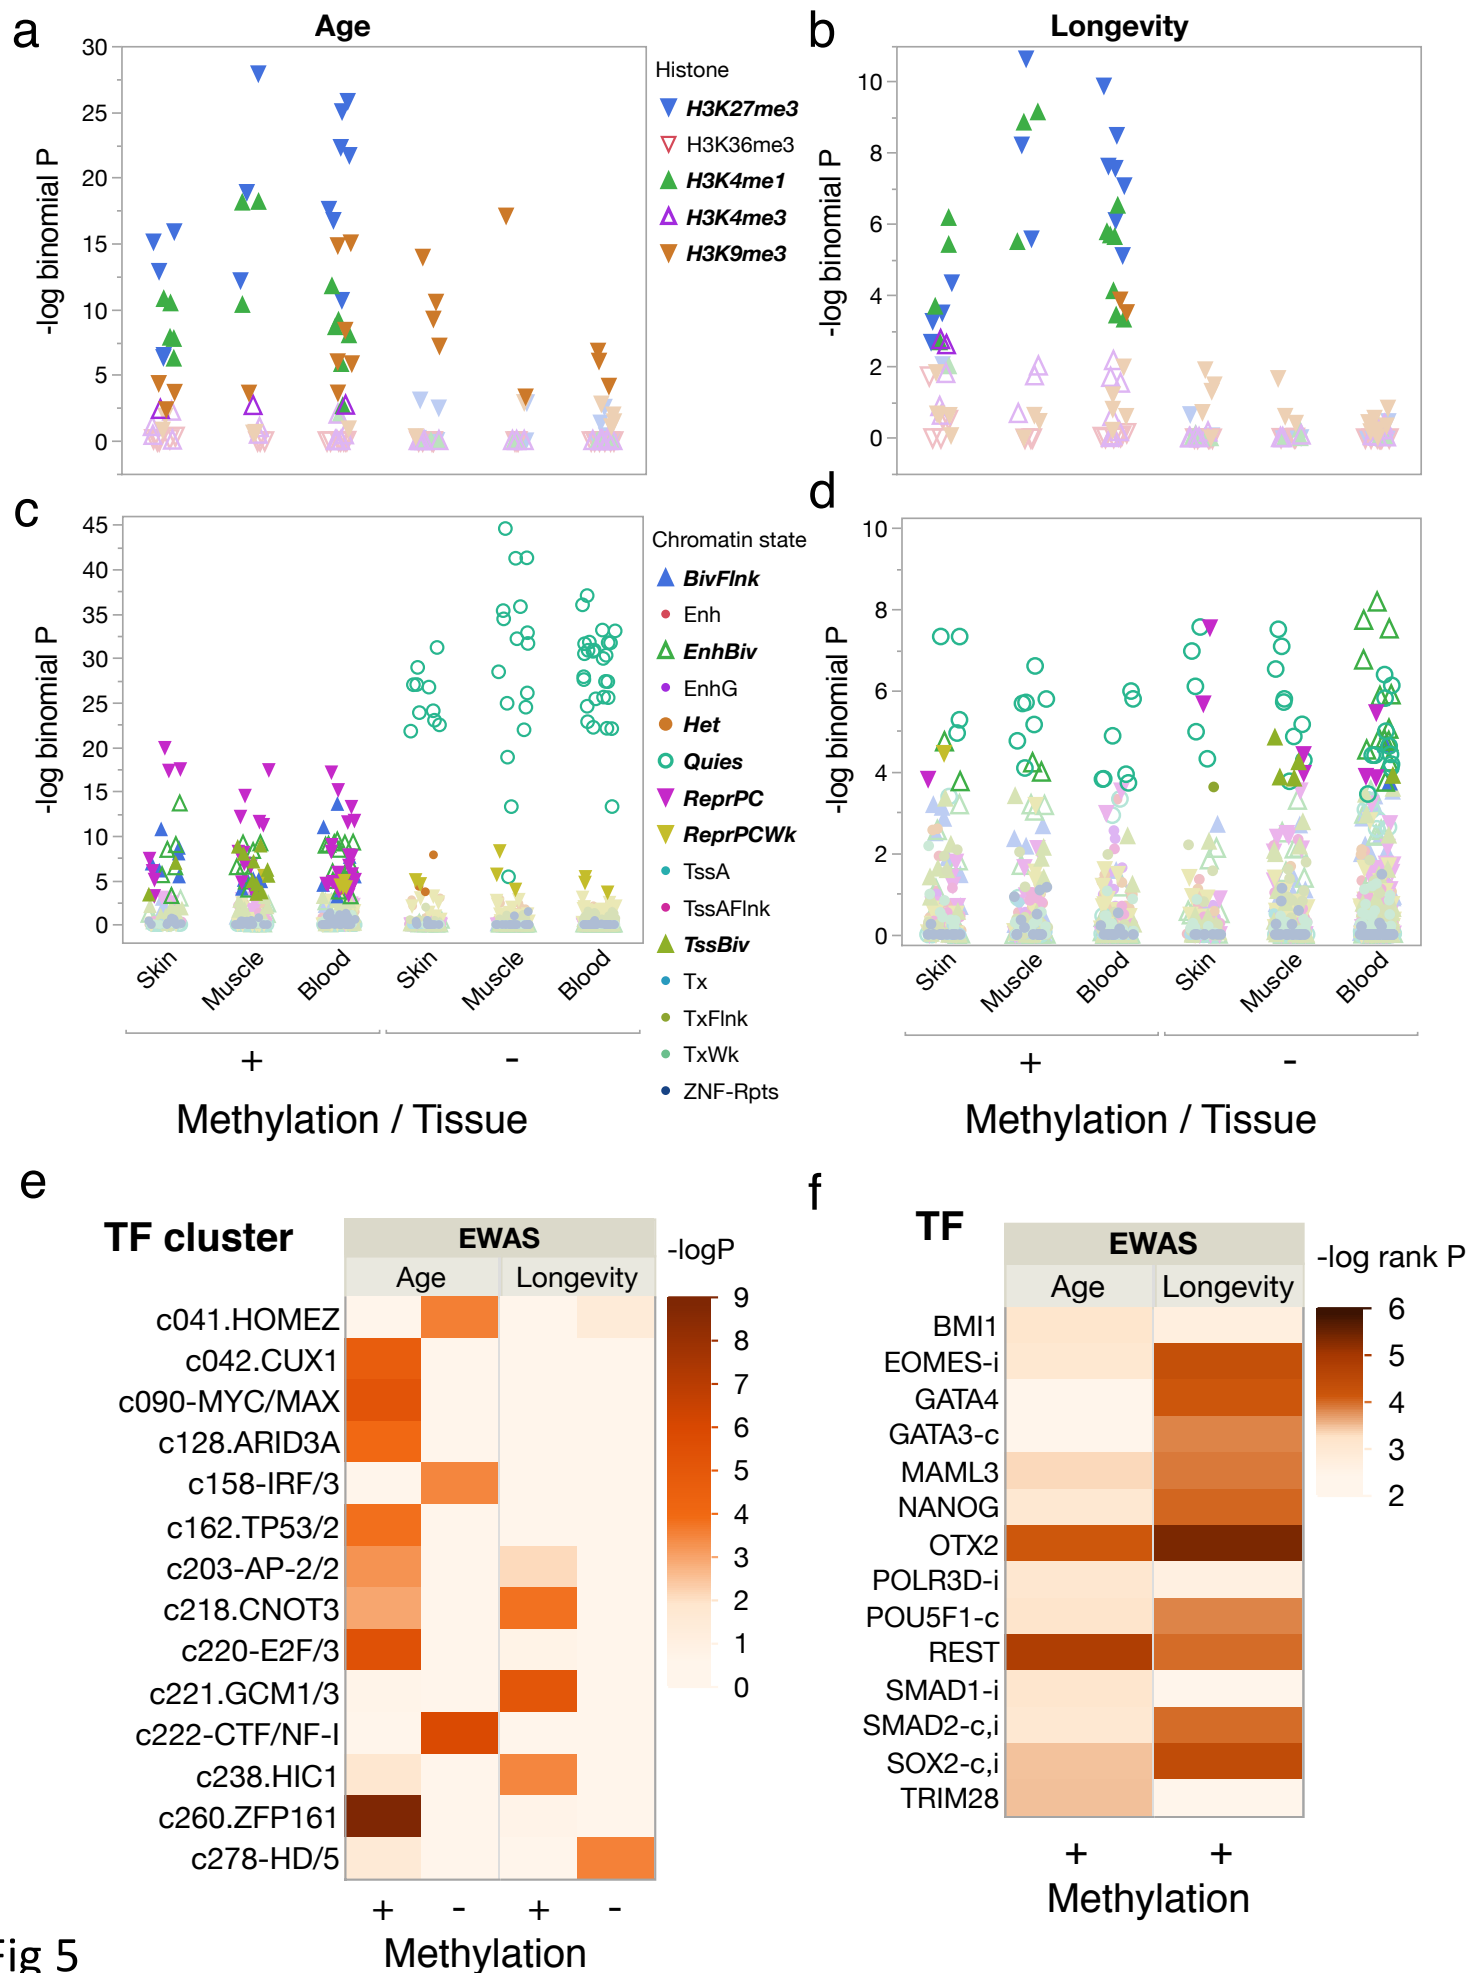 a
Age
-log binomial P
30
25
20
15
10
5
0
Histone
H3K27me3
H3K36me3
H3K4me1
H3K4me3
H3K9me3
b
Longevity
-log binomial P
10
8
6
4
2
0
c
-log binomial P
45
40
35
30
25
20
15
10
5
0
Skin
Muscle
Blood
Skin
Muscle
Blood
+
-
Methylation / Tissue
Chromatin state
BivFlnk
Enh
EnhBiv
EnhG
Het
Quies
ReprPC
ReprPCWk
TssA
TssAFlnk
TssBiv
Tx
TxFlnk
TxWk
ZNF-Rpts
d
-log binomial P
10
8
6
4
2
0
Skin
Muscle
Blood
Skin
Muscle
Blood
+
-
Methylation / Tissue
e
TF cluster
EWAS
Age
Longevity
c041.HOMEZ
c042.CUX1
c090-MYC/MAX
c128.ARID3A
c158-IRF/3
c162.TP53/2
c203-AP-2/2
c218.CNOT3
c220-E2F/3
c221.GCM1/3
c222-CTF/NF-I
c238.HIC1
c260.ZFP161
c278-HD/5
+
-
+
-
Methylation
-logP
9
8
7
6
5
4
3
2
1
0
f
TF
EWAS
Age
Longevity
BMI1
EOMES-i
GATA4
GATA3-c
MAML3
NANOG
OTX2
POLR3D-i
POU5F1-c
REST
SMAD1-i
SMAD2-c,i
SOX2-c,i
TRIM28
+
+
Methylation
-log rank P
6
5
4
3
2
Fig 5